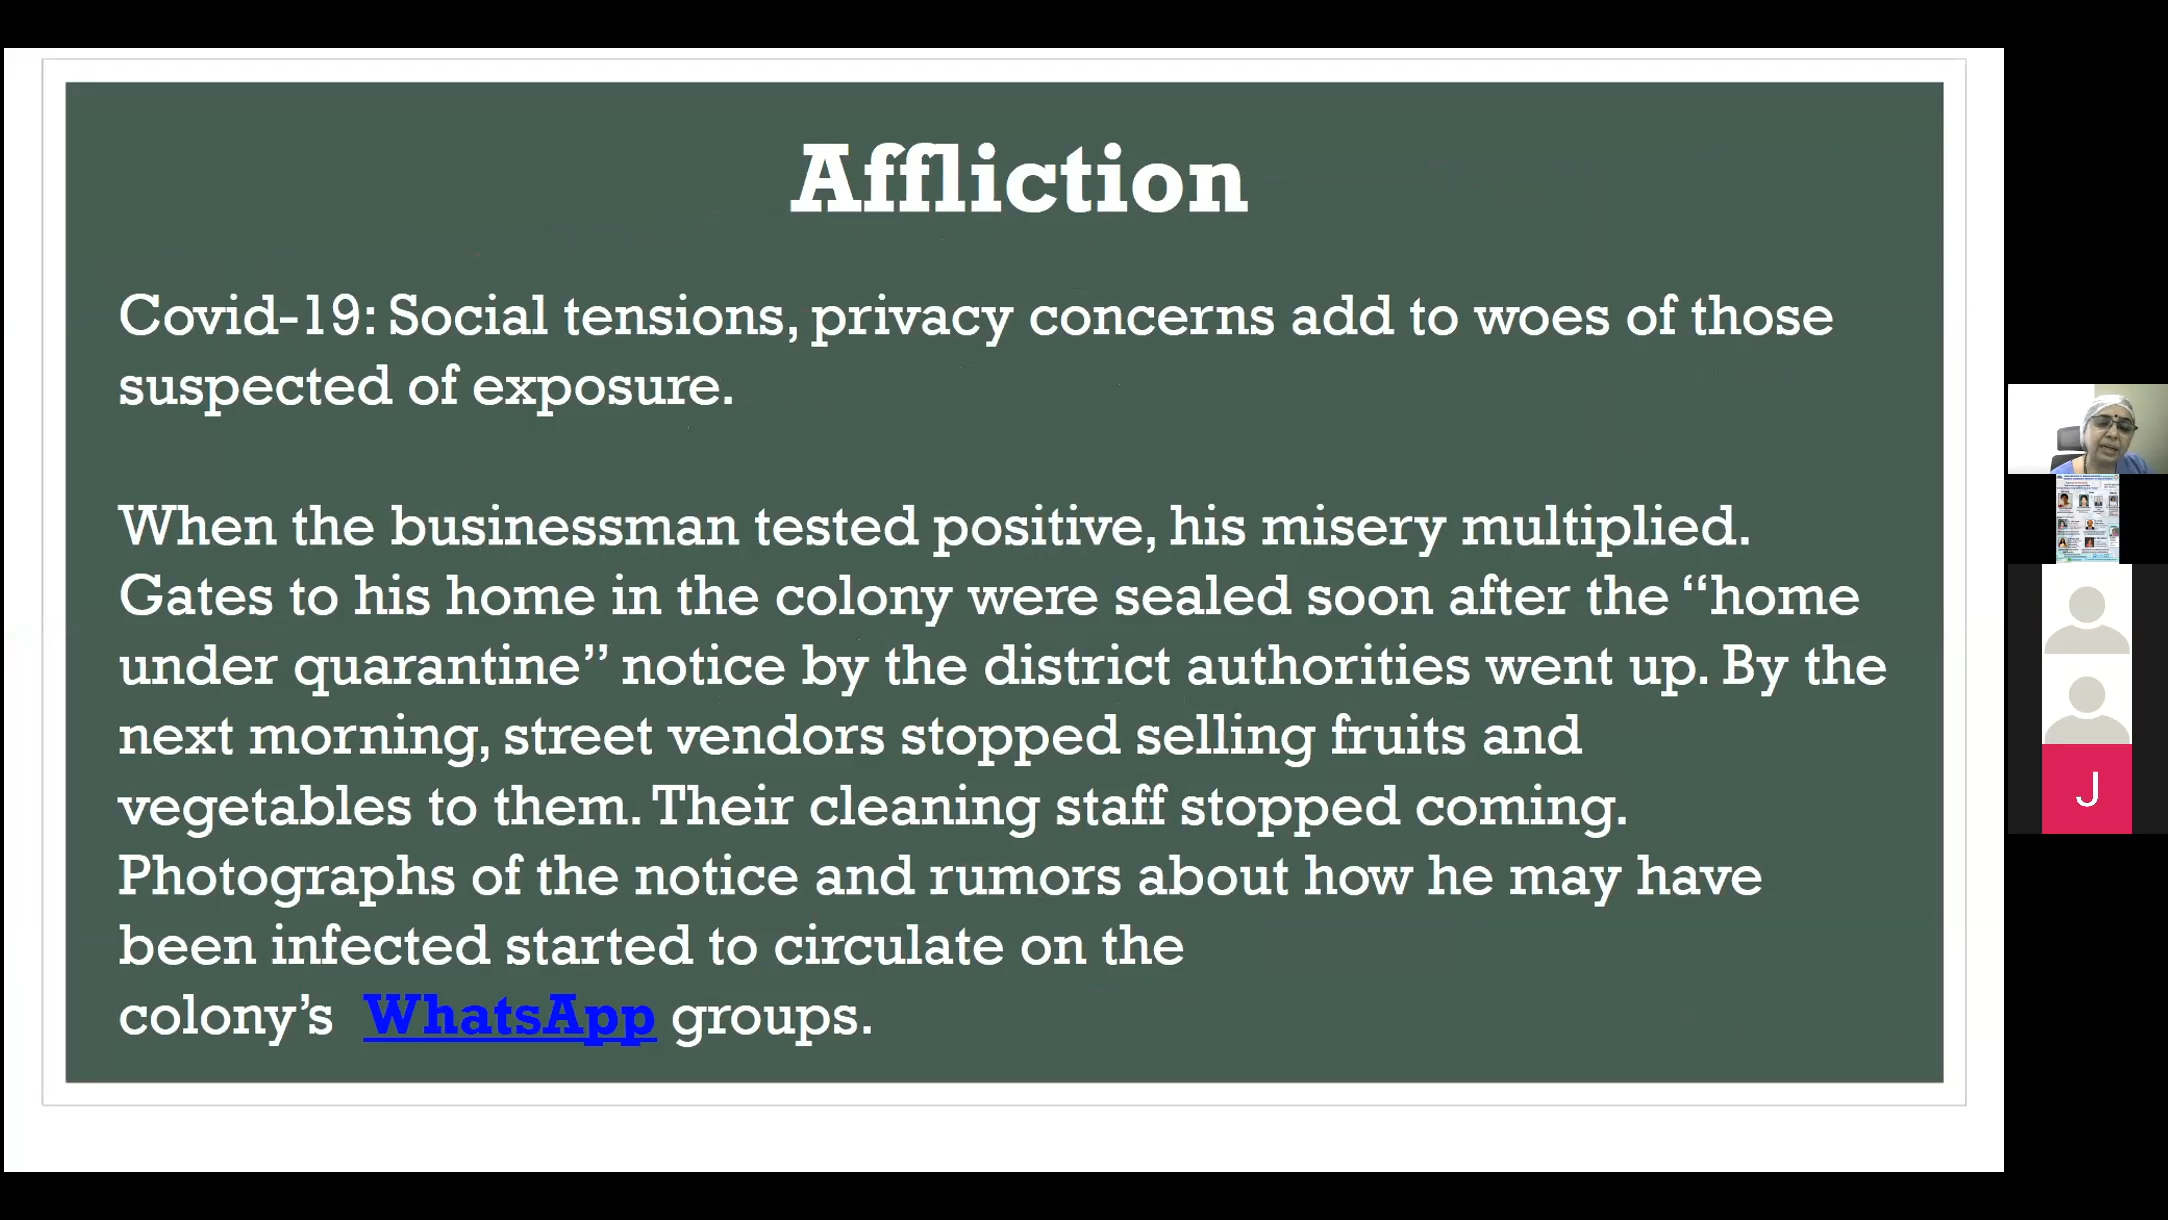 Affliction
Covid-19: Social tensions, privacy concerns add to woes of those
suspected of exposure.
When the businessman tested positive, his misery multiplied.
Gates to his home in the colony were sealed soon after the “home
under quarantine” notice by the district authorities went up. By the
next morning, street vendors stopped selling fruits and
vegetables to them. Their cleaning staff stopped coming.
Photographs of the notice and rumors about how he may have
been infected started to circulate on the
colony’s WhatsApp groups.
J